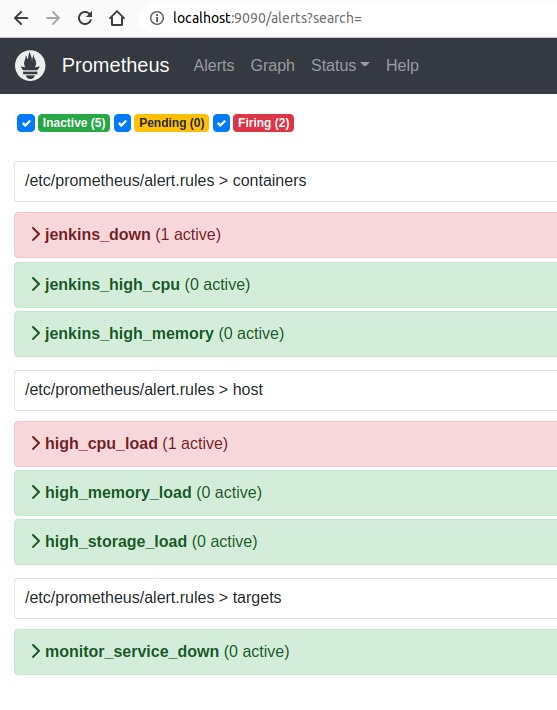 localhost:9090/alerts?search=
Prometheus Alerts Graph Status Help
Inactive (5) Pending (0) Firing (2)
/etc/prometheus/alert.rules > containers
jenkins_down (1 active)
jenkins_high_cpu (0 active)
jenkins_high_memory (0 active)
/etc/prometheus/alert.rules > host
high_cpu_load (1 active)
high_memory_load (0 active)
high_storage_load (0 active)
/etc/prometheus/alert.rules > targets
monitor_service_down (0 active)